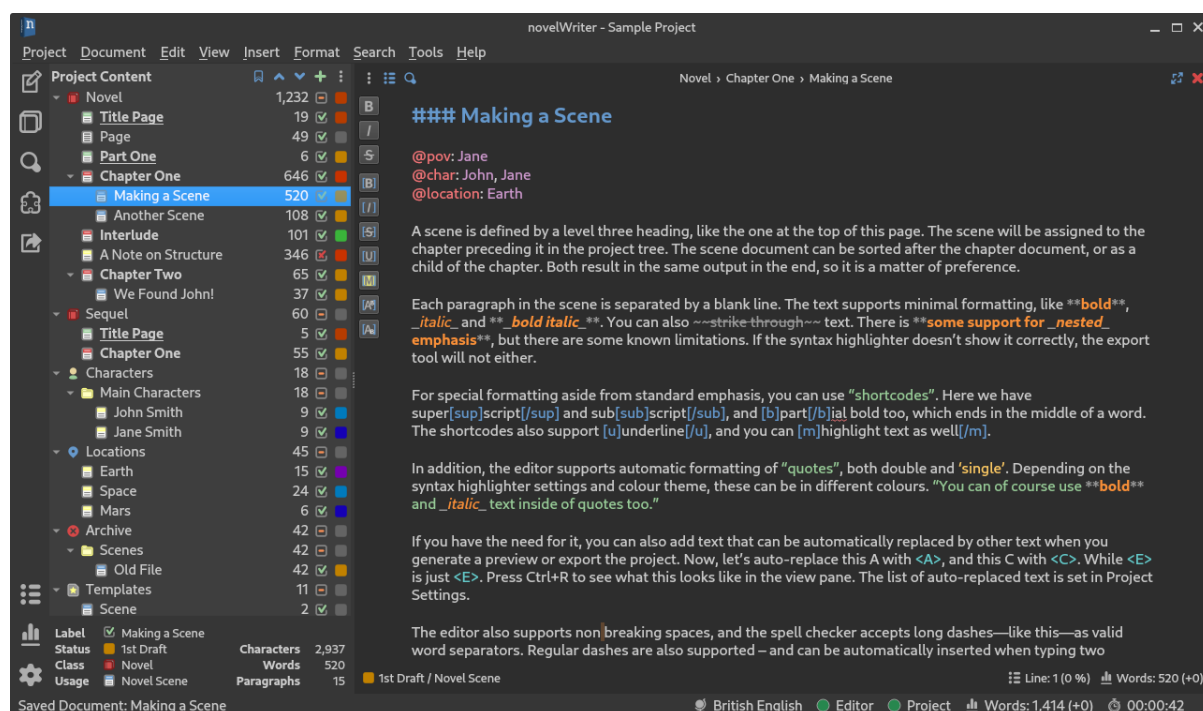 novelWriter - Sample Project
Project Document Edit View Insert Format Search Tools Help
Project Content
Novel 1,232
Title Page 19
Page 49
Part One 6
Chapter One 646
Making a Scene 520
Another Scene 108
Interlude 101
A Note on Structure 346
Chapter Two 65
We Found John! 37
Sequel 60
Title Page 5
Chapter One 55
Characters 18
Main Characters 18
John Smith 9
Jane Smith 9
Locations 45
Earth 15
Space 24
Mars 6
Archive 42
Scenes 42
Old File 42
Templates 11
Scene 2
Label Making a Scene
Status 1st Draft Characters 2,937
Class Novel Words 520
Usage Novel Scene Paragraphs 15
Novel › Chapter One › Making a Scene
B
I
S
[B]
[I]
[S]
[U]
[M]
### Making a Scene
@pov: Jane
@char: John, Jane
@location: Earth
A scene is defined by a level three heading, like the one at the top of this page. The scene will be assigned to the
chapter preceding it in the project tree. The scene document can be sorted after the chapter document, or as a
child of the chapter. Both result in the same output in the end, so it is a matter of preference.
Each paragraph in the scene is separated by a blank line. The text supports minimal formatting, like **bold**,
_italic_ and **_bold italic_**. You can also ~~strike through~~ text. There is **some support for _nested_
emphasis**, but there are some known limitations. If the syntax highlighter doesn’t show it correctly, the export
tool will not either.
For special formatting aside from standard emphasis, you can use “shortcodes”. Here we have
super[sup]script[/sup] and sub[sub]script[/sub], and [b]part[/b]ial bold too, which ends in the middle of a word.
The shortcodes also support [u]underline[/u], and you can [m]highlight text as well[/m].
In addition, the editor supports automatic formatting of “quotes”, both double and ‘single’. Depending on the
syntax highlighter settings and colour theme, these can be in different colours. “You can of course use **bold**
and _italic_ text inside of quotes too.”
If you have the need for it, you can also add text that can be automatically replaced by other text when you
generate a preview or export the project. Now, let’s auto-replace this A with <A>, and this C with <C>. While <E>
is just <E>. Press Ctrl+R to see what this looks like in the view pane. The list of auto-replaced text is set in Project
Settings.
The editor also supports non breaking spaces, and the spell checker accepts long dashes—like this—as valid
word separators. Regular dashes are also supported – and can be automatically inserted when typing two
1st Draft / Novel Scene Line: 1 (0 %) Words: 520 (+0)
Saved Document: Making a Scene British English Editor Project Words: 1,414 (+0) 00:00:42